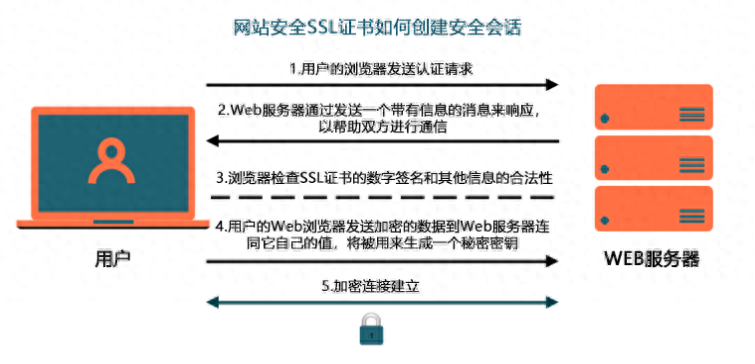 网站安全SSL证书如何创建安全会话
1.用户的浏览器发送认证请求
2.Web服务器通过发送一个带有信息的消息来响应,
以帮助双方进行通信
3.浏览器检查SSL证书的数字签名和其他信息的合法性
4.用户的Web浏览器发送加密的数据到Web服务器连
同它自己的值，将被用来生成一个秘密密钥
用户
WEB服务器
5.加密连接建立